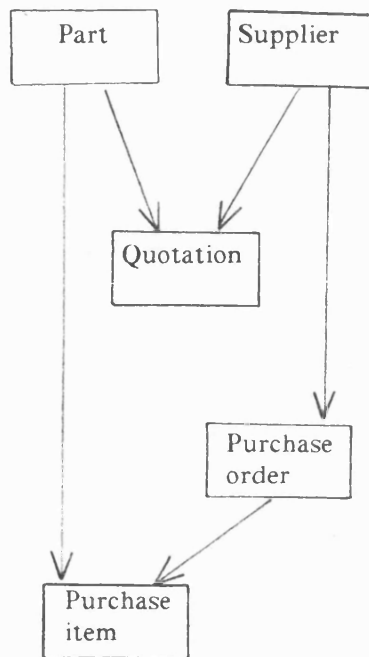 Part
Supplier
Quotation
Purchase
order
Purchase
item